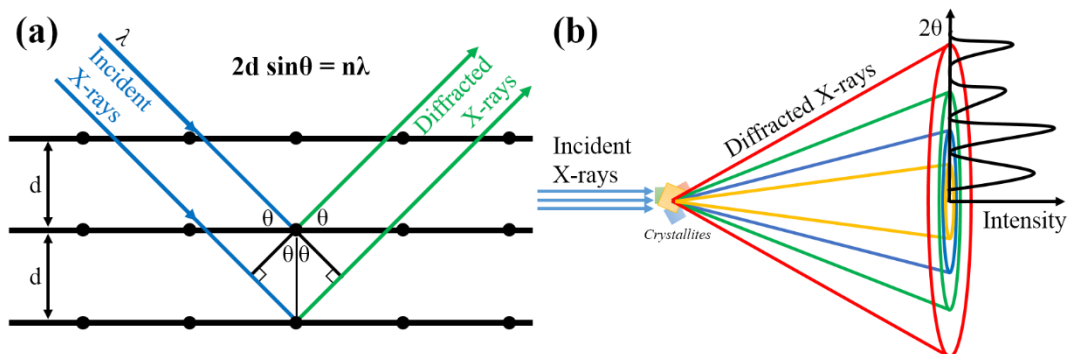 (a)
λ
Incident
X-rays
2d sinθ = nλ
Diffracted
X-rays
d
θ θ
d
θ θ
(b)
2θ
Diffracted X-rays
Incident
X-rays
Crystallites
Intensity